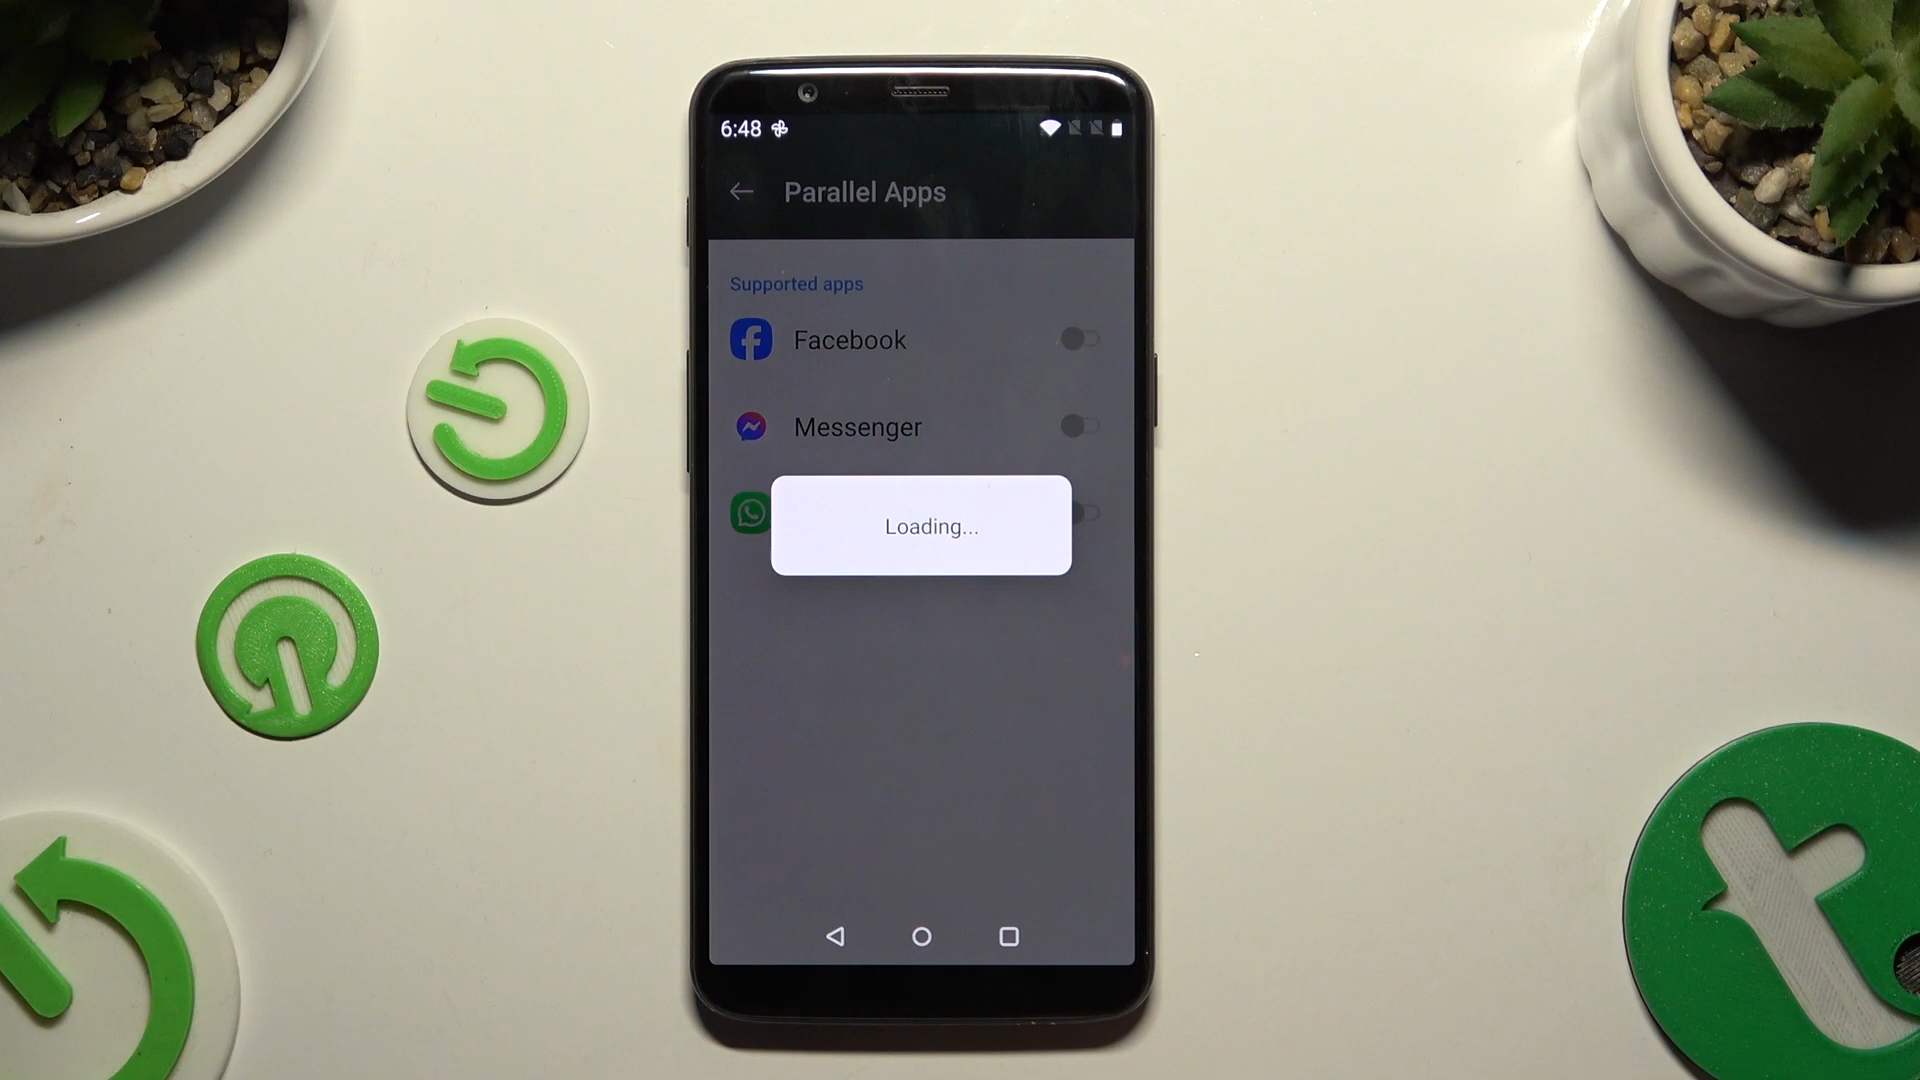 6:48
Parallel Apps
Supported apps
Facebook
Messenger
Loading...